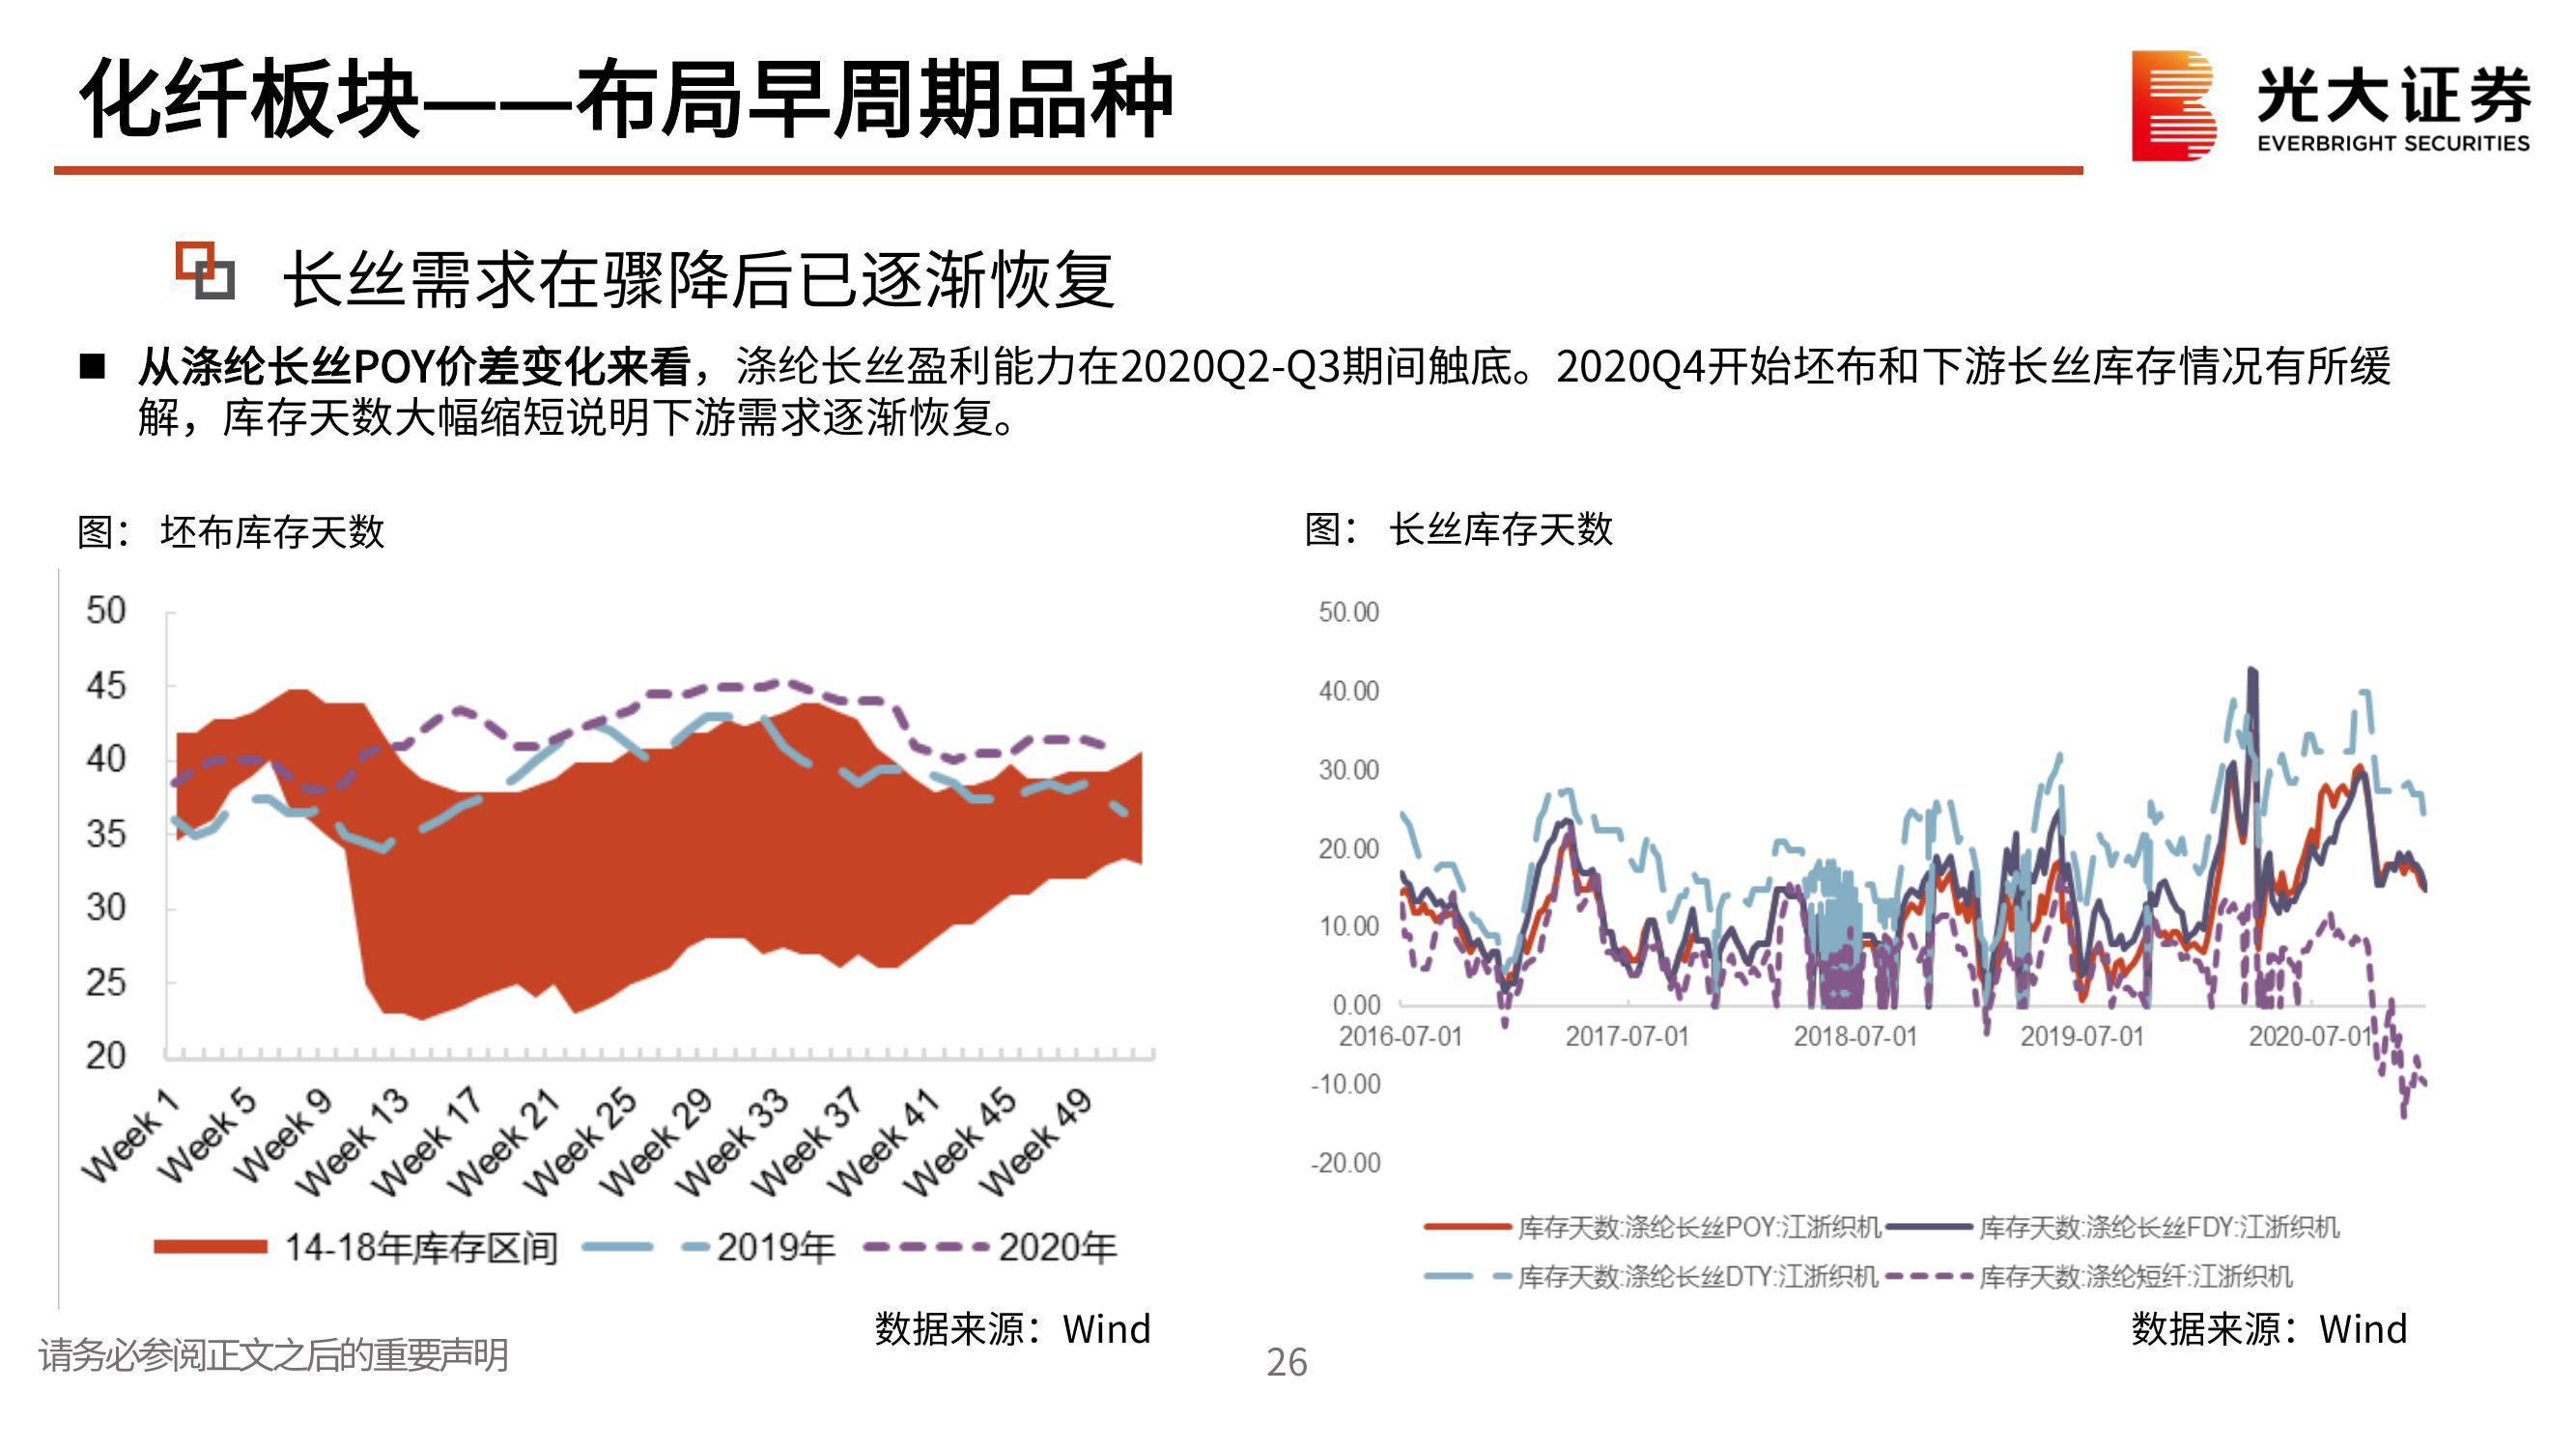 化纤板块——布局早周期品种
光大证券
EVERBRIGHT SECURITIES
长丝需求在骤降后已逐渐恢复
■ 从涤纶长丝POY价差变化来看，涤纶长丝盈利能力在2020Q2-Q3期间触底。2020Q4开始坯布和下游长丝库存情况有所缓
解，库存天数大幅缩短说明下游需求逐渐恢复。
图： 坯布库存天数
50
45
40
35
30
25
20
Week 1
Week 5
Week 9
Week 13
Week 17
Week 21
Week 25
Week 29
Week 33
Week 37
Week 41
Week 45
Week 49
14-18年库存区间 2019年 2020年
数据来源：Wind
图： 长丝库存天数
50.00
40.00
30.00
20.00
10.00
0.00
2016-07-01 2017-07-01 2018-07-01 2019-07-01 2020-07-01
-10.00
-20.00
库存天数:涤纶长丝POY:江浙织机 库存天数:涤纶长丝FDY:江浙织机
库存天数:涤纶长丝DTY:江浙织机 库存天数:涤纶短纤:江浙织机
数据来源：Wind
请务必参阅正文之后的重要声明
26